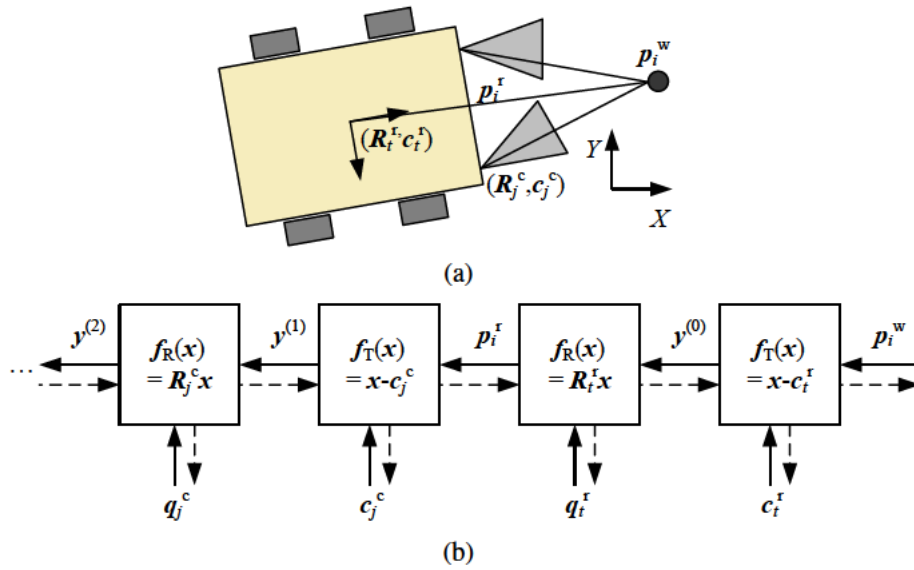 p_i^w
p_i^r
(R_t^r, c_t^r)
Y
(R_j^c, c_j^c)
X
(a)
y^(2) y^(1) p_i^r y^(0) p_i^w
f_R(x) f_T(x) f_R(x) f_T(x)
... = R_j^c x = x-c_j^c = R_t^r x = x-c_t^r
q_j^c c_j^c q_t^r c_t^r
(b)